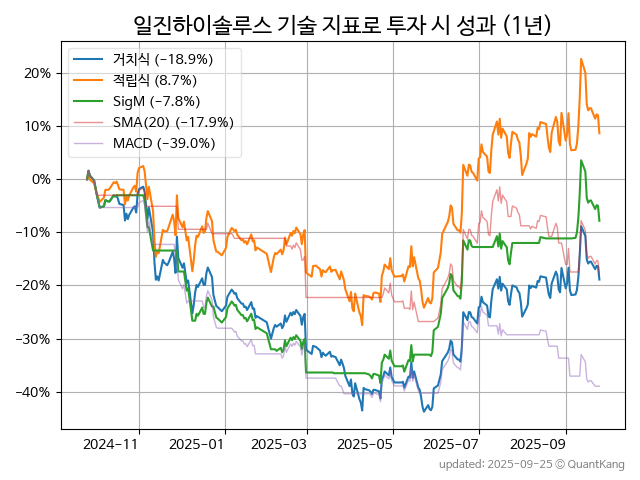 일진하이솔루스 기술 지표로 투자 시 성과 (1년)
거치식 (−18.9%)
적립식 (8.7%)
SigM (−7.8%)
SMA(20) (−17.9%)
MACD (−39.0%)
20%
10%
0%
−10%
−20%
−30%
−40%
2024-11
2025-01
2025-03
2025-05
2025-07
2025-09
updated: 2025-09-25 © QuantKang